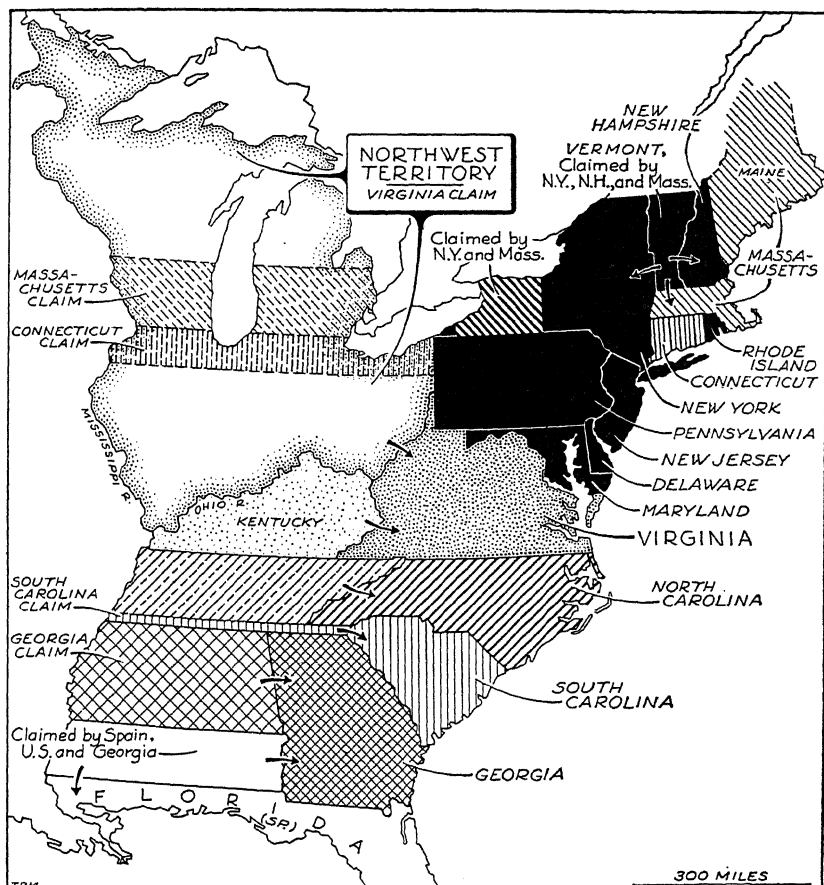 NEW
HAMPSHIRE
VERMONT,
Claimed by
N.Y., N.H., and Mass.
MAINE
NORTHWEST
TERRITORY
VIRGINIA CLAIM
Claimed by
N.Y. and Mass.
MASSA-
CHUSETTS
MASSA-
CHUSETTS
CLAIM
CONNECTICUT
CLAIM
RHODE
ISLAND
CONNECTICUT
NEW YORK
PENNSYLVANIA
NEW JERSEY
DELAWARE
MARYLAND
VIRGINIA
MISSISSIPPI R.
OHIO R.
KENTUCKY
SOUTH
CAROLINA
CLAIM
NORTH
CAROLINA
GEORGIA
CLAIM
SOUTH
CAROLINA
Claimed by Spain,
U.S. and Georgia
GEORGIA
FLORIDA
(SP.)
300 MILES